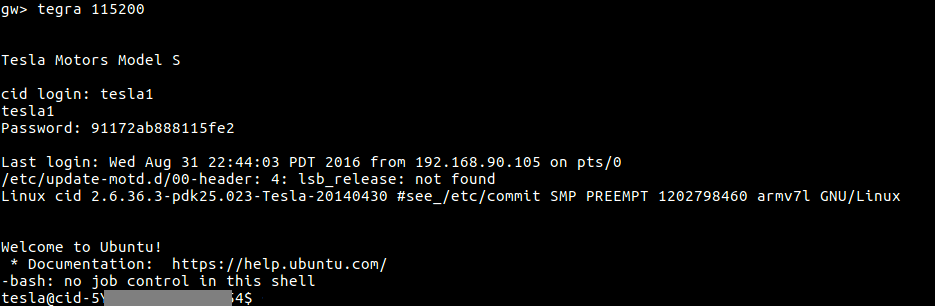 gw> tegra 115200
Tesla Motors Model S
cid login: tesla1
tesla1
Password: 91172ab888115fe2
Last login: Wed Aug 31 22:44:03 PDT 2016 from 192.168.90.105 on pts/0
/etc/update-motd.d/00-header: 4: lsb_release: not found
Linux cid 2.6.36.3-pdk25.023-Tesla-20140430 #see_/etc/commit SMP PREEMPT 1202798460 armv7l GNU/Linux
Welcome to Ubuntu!
 * Documentation:  https://help.ubuntu.com/
-bash: no job control in this shell
tesla@cid-5 64$